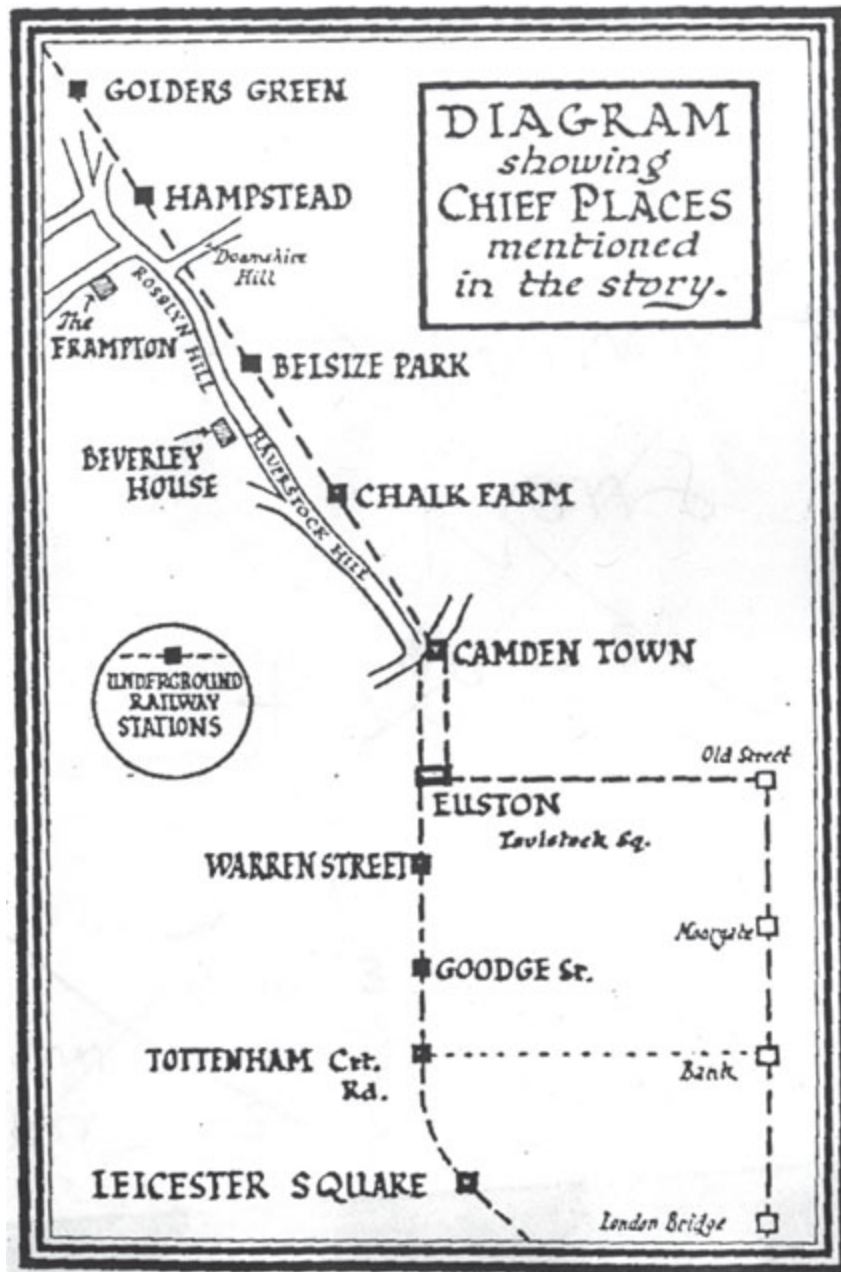 GOLDERS GREEN
DIAGRAM
showing
CHIEF PLACES
mentioned
in the story.
HAMPSTEAD
Downshire
Hill
The
FRAMPTON
ROSSLYN HILL
BELSIZE PARK
BEVERLEY
HOUSE
HAVERSTOCK HILL
CHALK FARM
CAMDEN TOWN
UNDERGROUND
RAILWAY
STATIONS
Old Street
EUSTON
Tavistock Sq.
WARREN STREET
Moorgate
GOODGE St.
TOTTENHAM Crt.
Rd.
Bank
LEICESTER SQUARE
London Bridge